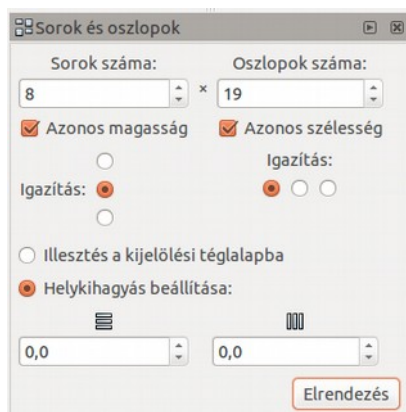 Sorok és oszlopok
Sorok száma: Oszlopok száma:
8 × 19
Azonos magasság Azonos szélesség
Igazítás:
Igazítás:
Illesztés a kijelölési téglalapba
Helykihagyás beállítása:
0,0 0,0
Elrendezés